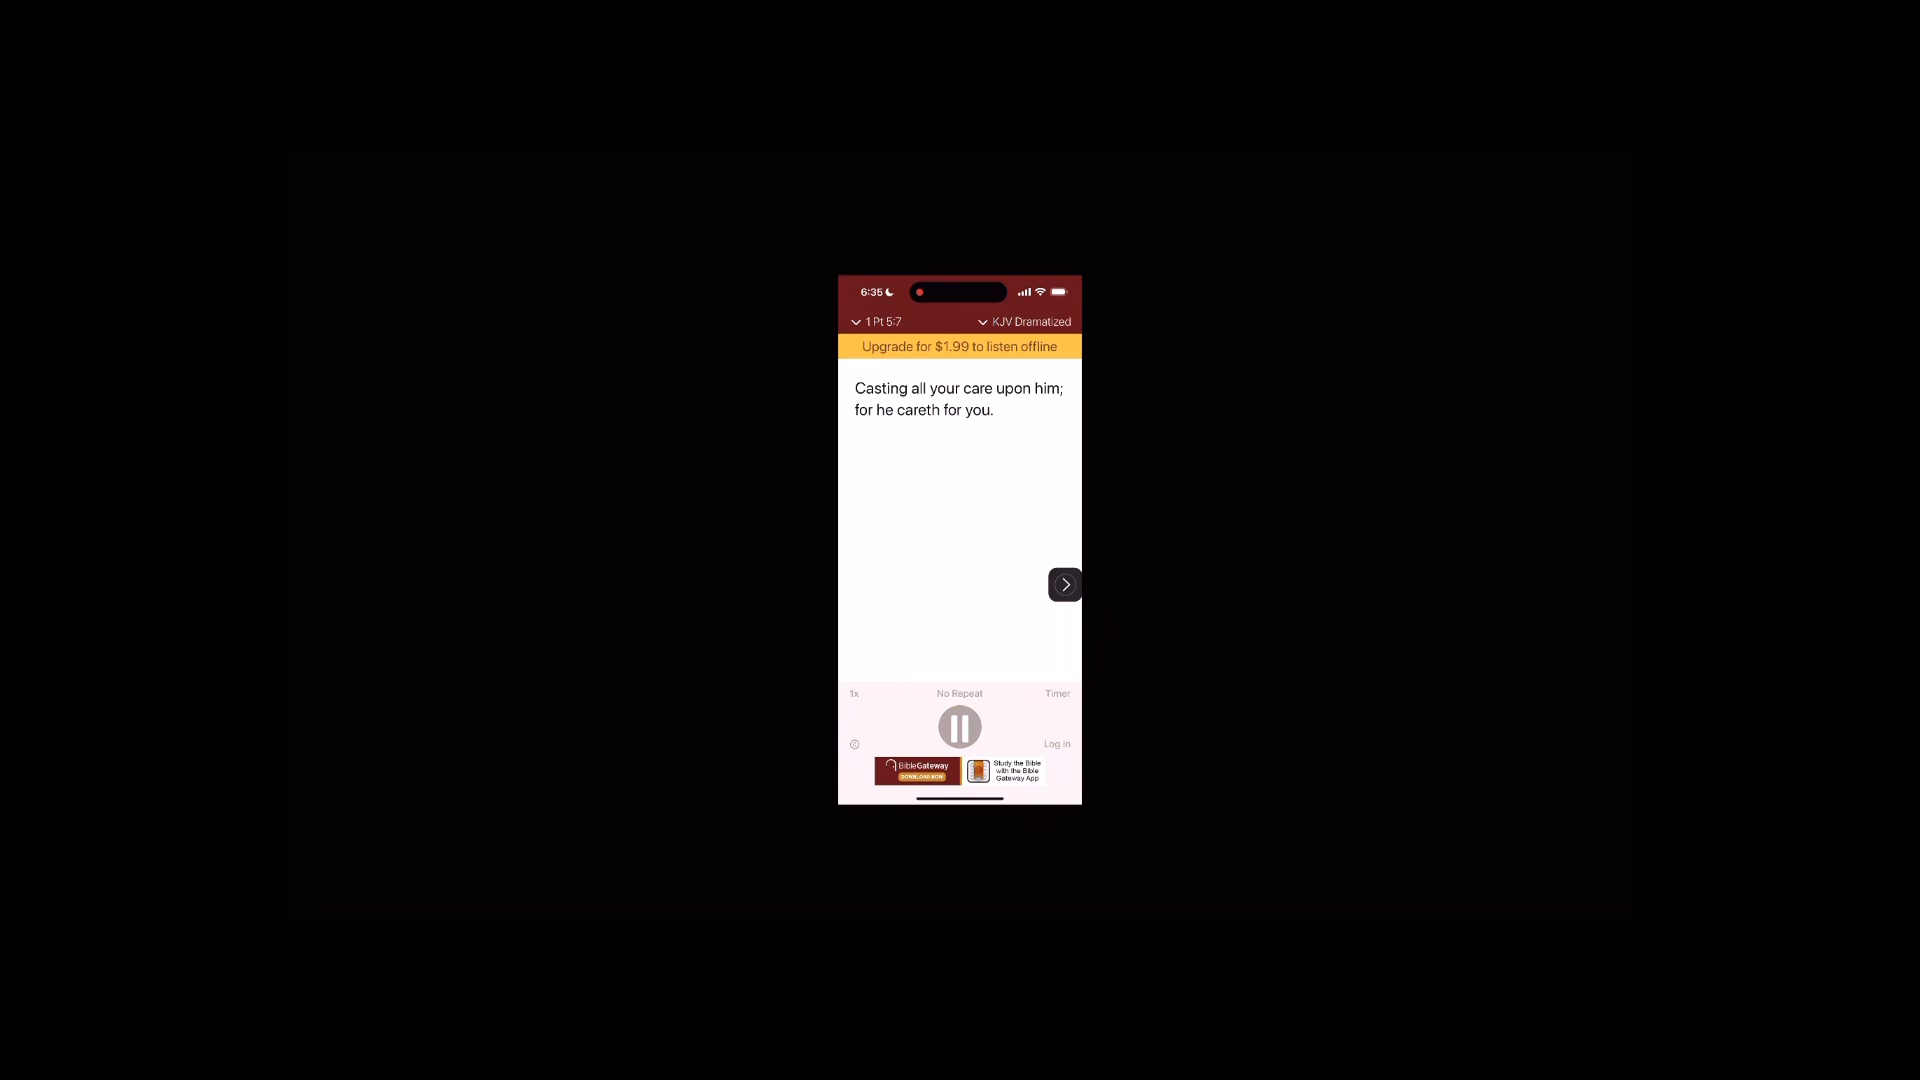 6:35
1 Pt 5:7
KJV Dramatized
Upgrade for $1.99 to listen offline
Casting all your care upon him;
for he careth for you.
1x
No Repeat
Timer
©
Log In
BibleGateway
DOWNLOAD NOW
Study the Bible
with the Bible
Gateway App